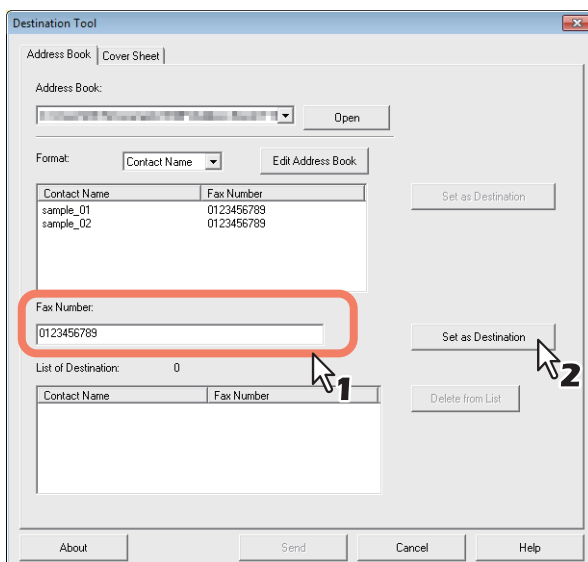 Destination Tool
Address Book Cover Sheet
Address Book:
Open
Format: Contact Name Edit Address Book
Contact Name Fax Number Set as Destination
sample_01 0123456789
sample_02 0123456789
Fax Number:
0123456789 Set as Destination
List of Destination: 0 1 2
Contact Name Fax Number Delete from List
About Send Cancel Help